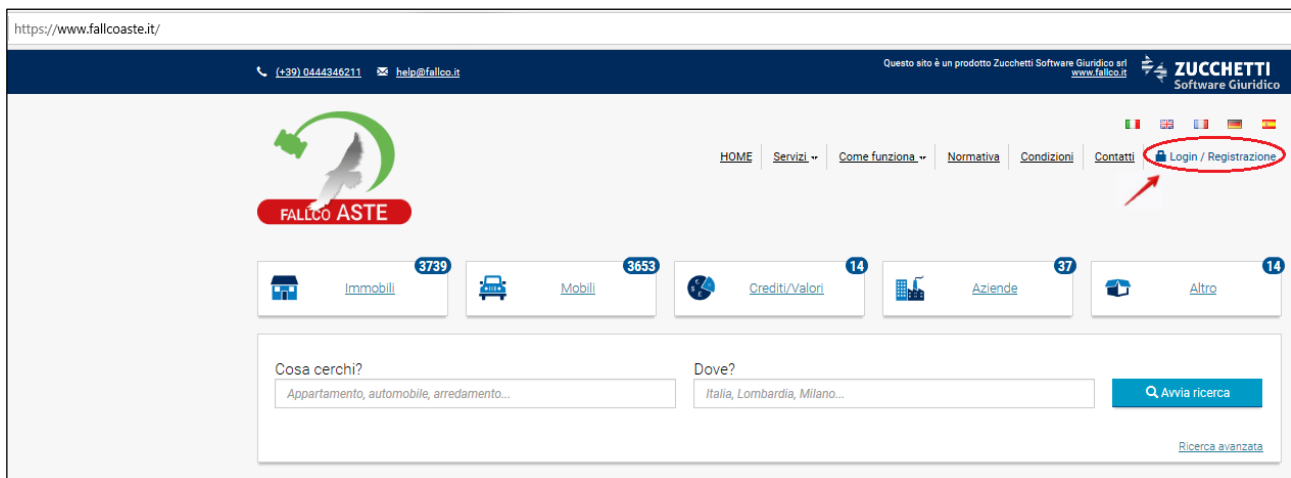 https://www.fallcoaste.it/
(+39) 0444346211 help@fallco.it
Questo sito è un prodotto Zucchetti Software Giuridico srl
www.fallco.it
ZUCCHETTI
Software Giuridico
HOME Servizi Come funziona Normativa Condizioni Contatti Login / Registrazione
FALLCO ASTE
3739 3653 14 37 14
Immobili Mobili Crediti/Valori Aziende Altro
Cosa cerchi? Dove?
Appartamento, automobile, arredamento... Italia, Lombardia, Milano... Avvia ricerca
Ricerca avanzata